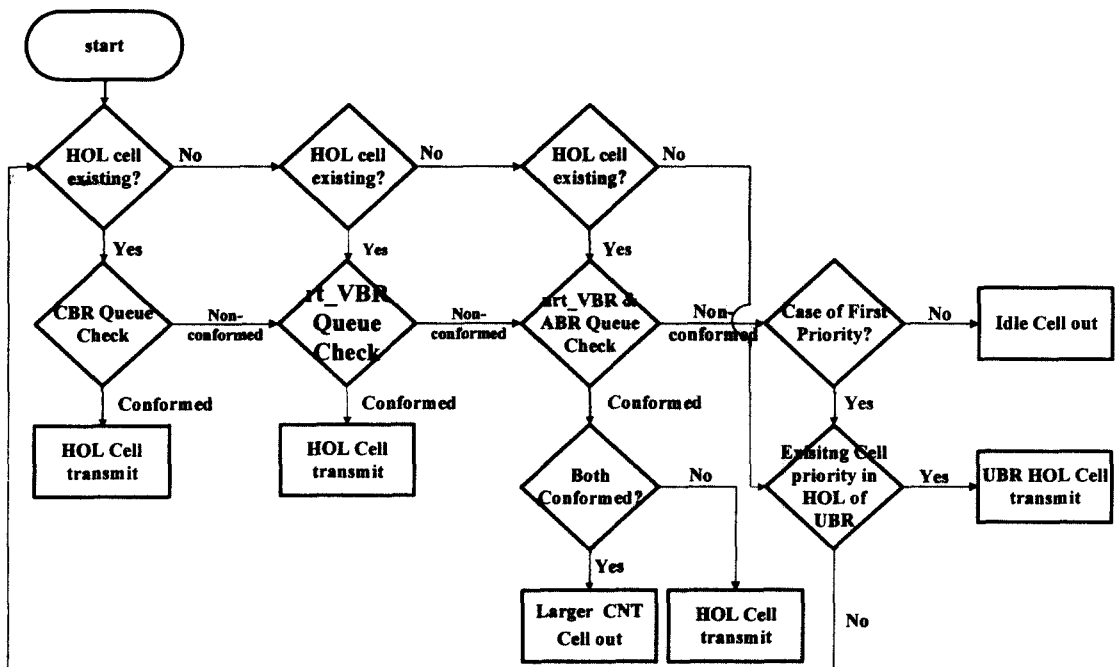 start
HOL cell
existing?
No
HOL cell
existing?
No
HOL cell
existing?
No
Yes
Yes
Yes
CBR Queue
Check
Non-
conformed
rt_VBR
Queue
Check
Non-
conformed
nrt_VBR &
ABR Queue
Check
Non-
conformed
Case of First
Priority?
No
Idle Cell out
Conformed
Conformed
Conformed
Yes
HOL Cell
transmit
HOL Cell
transmit
Both
Conformed?
No
Exisitng Cell
priority in
HOL of
UBR
Yes
UBR HOL Cell
transmit
Yes
Larger CNT
Cell out
HOL Cell
transmit
No